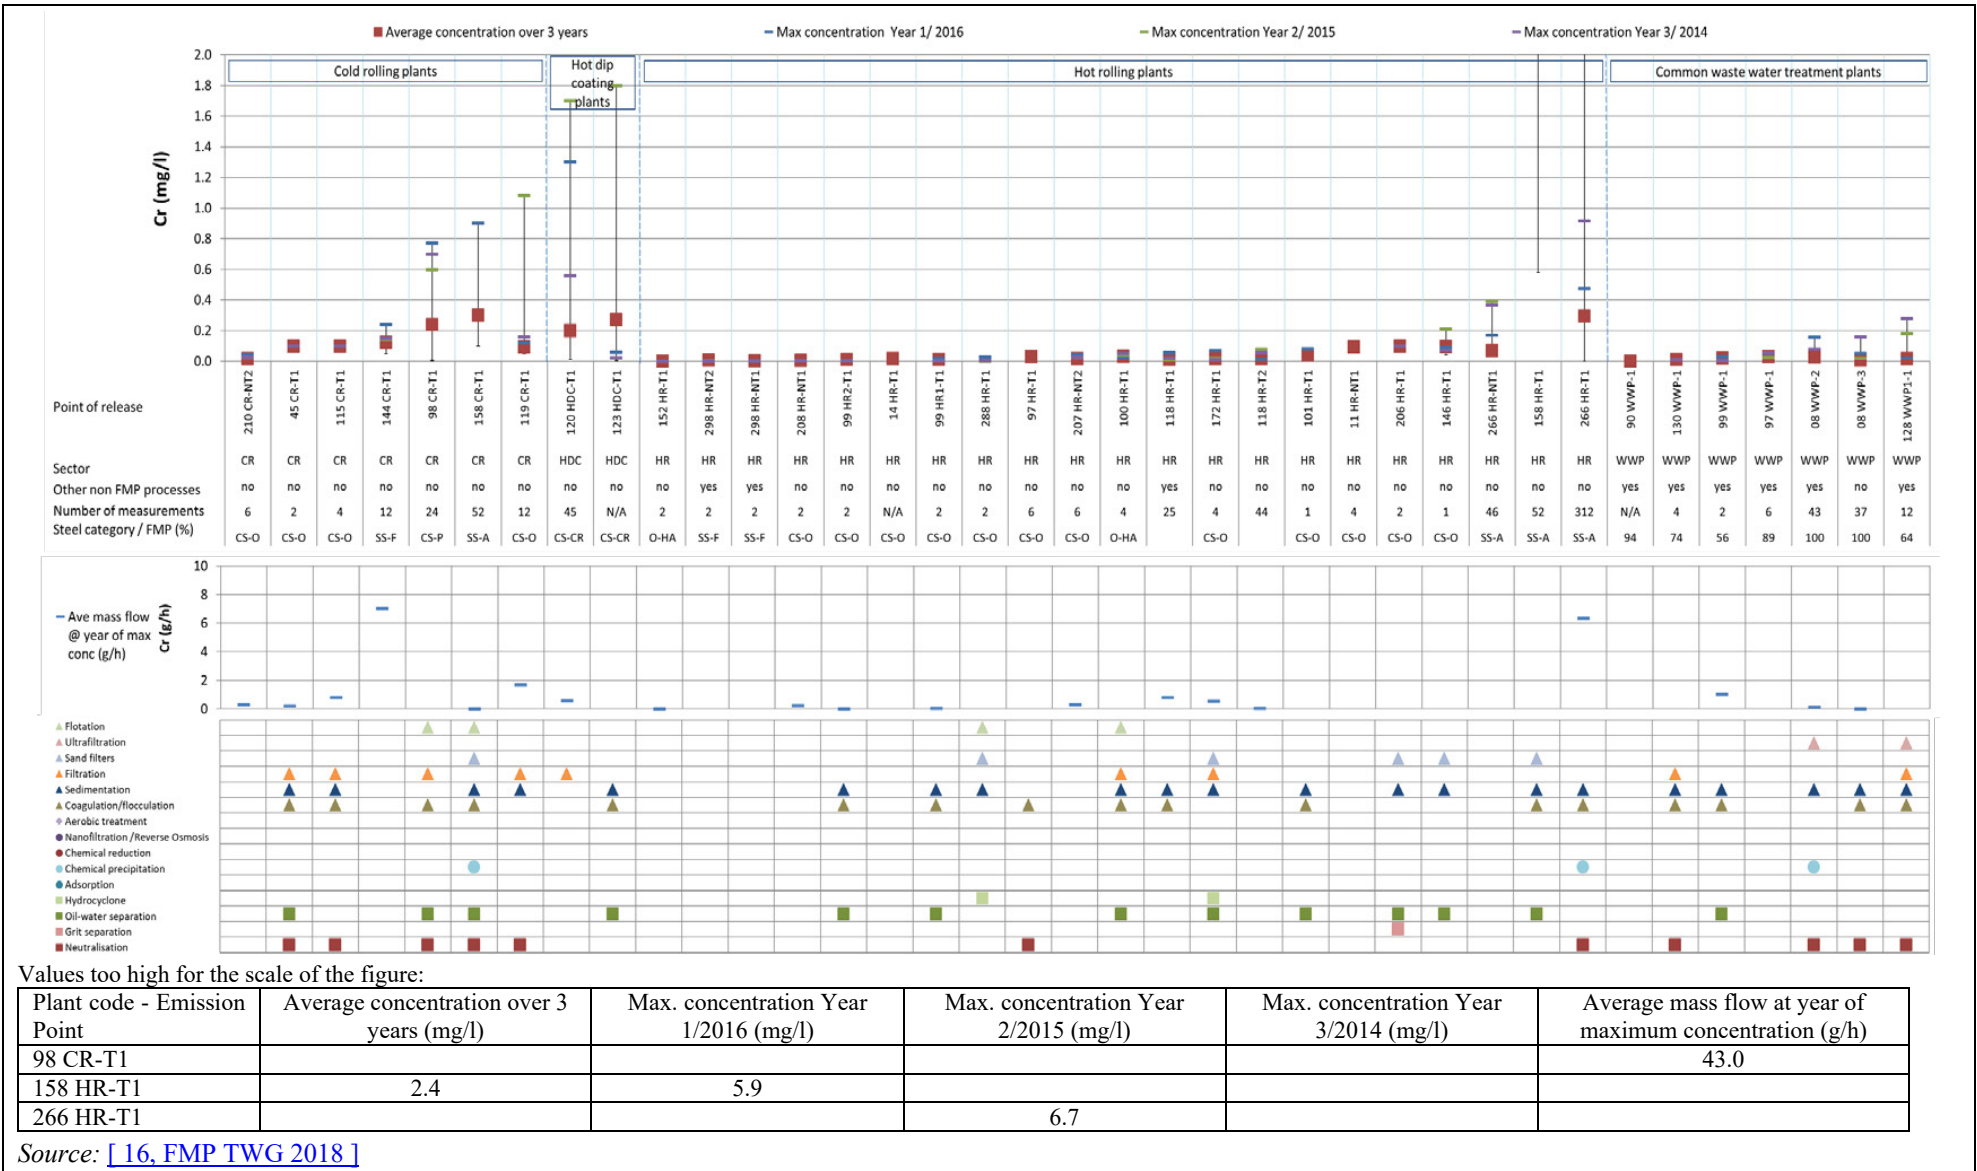 Average concentration over 3 years Max concentration Year 1/ 2016 Max concentration Year 2/ 2015 Max concentration Year 3/ 2014
Cold rolling plants
Hot dip
coating
plants
Hot rolling plants
Common waste water treatment plants
Cr (mg/l)
2.0
1.8
1.6
1.4
1.2
1.0
0.8
0.6
0.4
0.2
0.0
Point of release
210 CR-NT2
45 CR-T1
115 CR-T1
144 CR-T1
98 CR-T1
158 CR-T1
119 CR-T1
120 HDC-T1
123 HDC-T1
152 HR-T1
298 HR-NT2
298 HR-NT1
208 HR-NT1
99 HR2-T1
14 HR-T1
99 HR1-T1
288 HR-T1
97 HR-T1
207 HR-NT2
100 HR-T1
118 HR-T1
172 HR-T1
118 HR-T2
101 HR-T1
11 HR-NT1
206 HR-T1
146 HR-T1
266 HR-NT1
158 HR-T1
266 HR-T1
90 WWP-1
130 WWP-1
99 WWP-1
97 WWP-1
08 WWP-2
08 WWP-3
128 WWP1-1
Sector CR CR CR CR CR CR CR HDC HDC HR HR HR HR HR HR HR HR HR HR HR HR HR HR HR HR HR HR HR HR HR WWP WWP WWP WWP WWP WWP WWP
Other non FMP processes no no no no no no no no no no yes yes no no no no no no no no yes no no no no no no no no no yes yes yes yes yes no yes
Number of measurements 6 2 4 12 24 52 12 45 N/A 2 2 2 2 2 N/A 2 2 6 6 4 25 4 44 1 4 2 1 46 52 312 N/A 4 2 6 43 37 12
Steel category / FMP (%) CS-O CS-O CS-O SS-F CS-P SS-A CS-O CS-CR CS-CR O-HA SS-F SS-F CS-O CS-O CS-O CS-O CS-O CS-O CS-O O-HA CS-O CS-O CS-O CS-O CS-O SS-A SS-A SS-A 94 74 56 89 100 100 64
Ave mass flow
@ year of max
conc (g/h)
Cr (g/h)
10
8
6
4
2
0
Flotation
Ultrafiltration
Sand filters
Filtration
Sedimentation
Coagulation/flocculation
Aerobic treatment
Nanofiltration /Reverse Osmosis
Chemical reduction
Chemical precipitation
Adsorption
Hydrocyclone
Oil-water separation
Grit separation
Neutralisation
Values too high for the scale of the figure:
Plant code - Emission Average concentration over 3 Max. concentration Year Max. concentration Year Max. concentration Year Average mass flow at year of
Point years (mg/l) 1/2016 (mg/l) 2/2015 (mg/l) 3/2014 (mg/l) maximum concentration (g/h)
98 CR-T1 43.0
158 HR-T1 2.4 5.9
266 HR-T1 6.7
Source: [ 16, FMP TWG 2018 ]